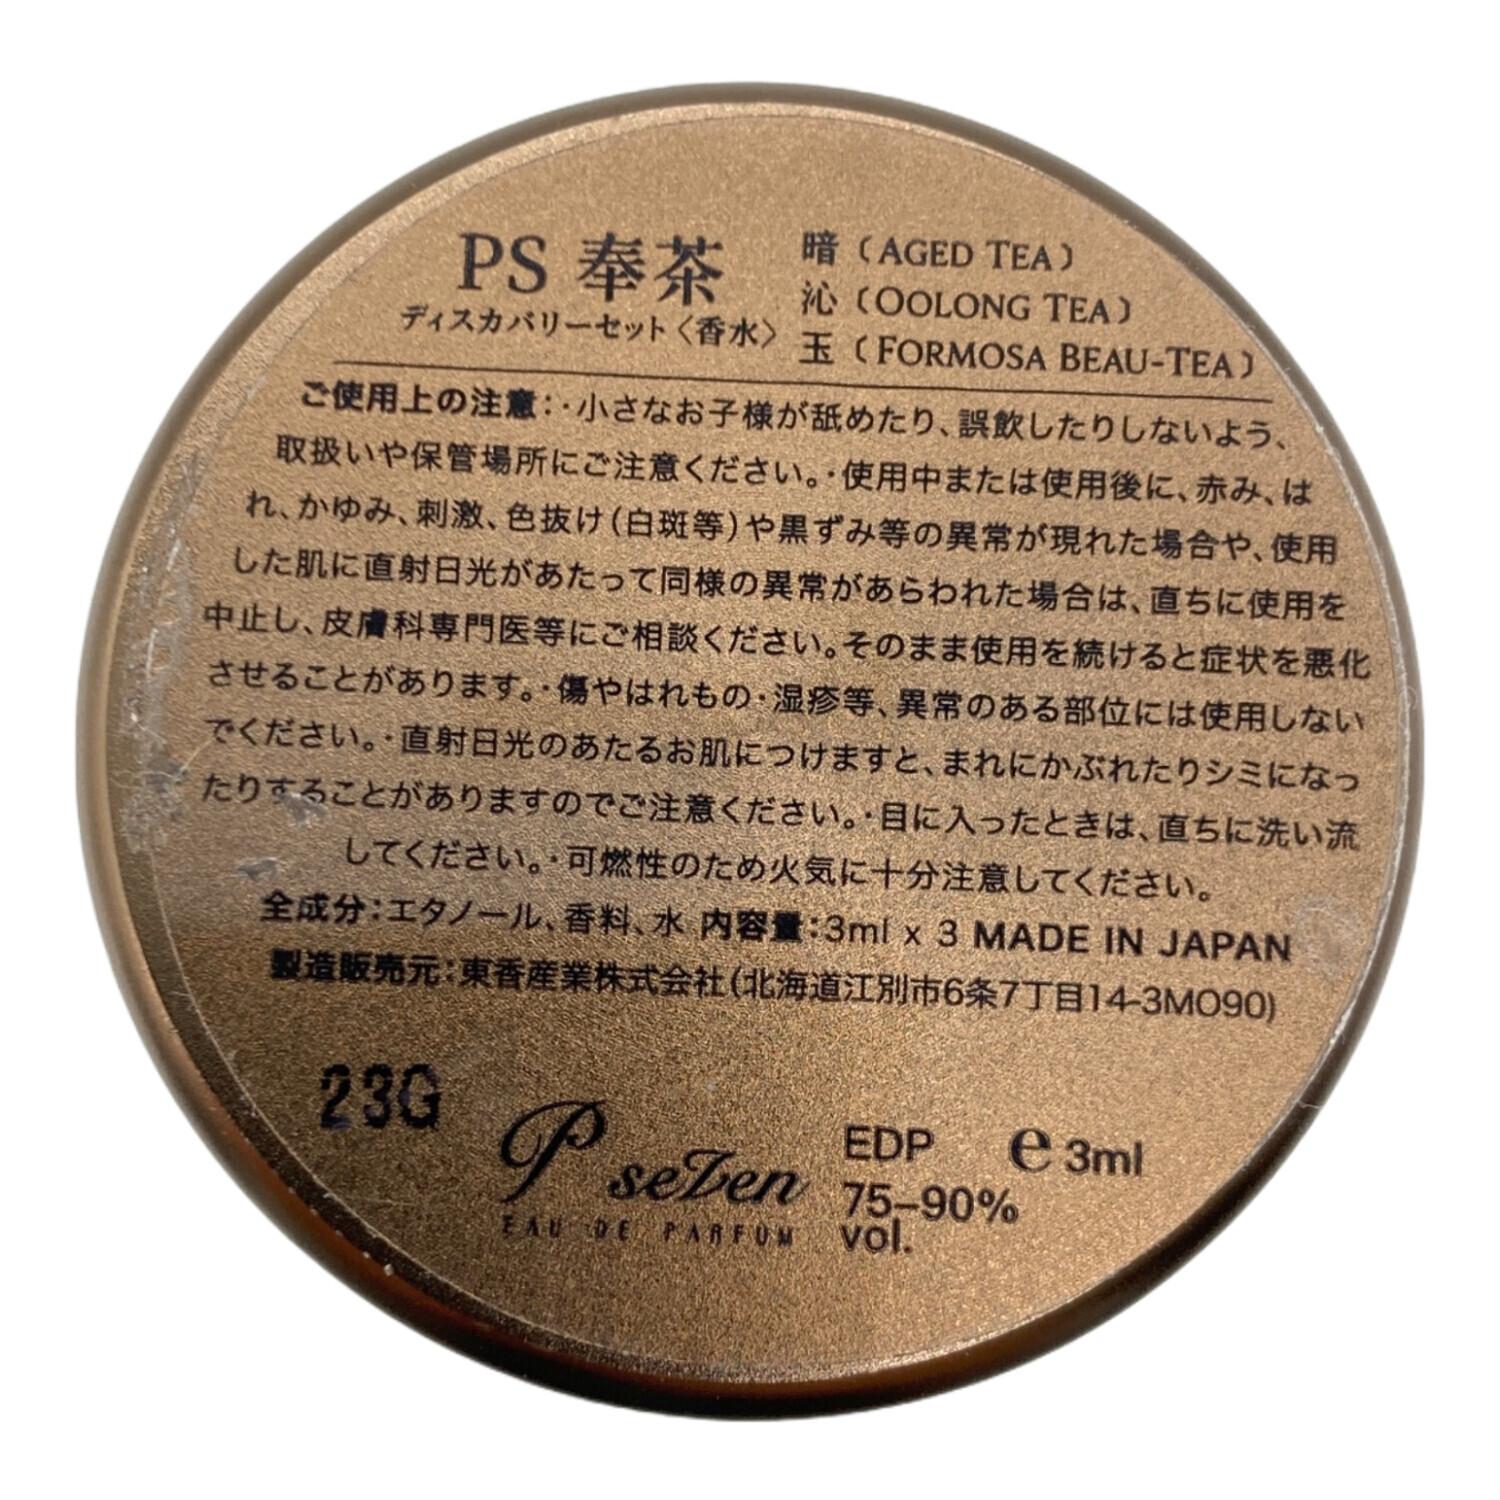 PS 奉茶
ディスカバリーセット〈香水〉
暗（AGED TEA）
沁（OOLONG TEA）
玉（FORMOSA BEAU-TEA）
ご使用上の注意：・小さなお子様が舐めたり、誤飲したりしないよう、
取扱いや保管場所にご注意ください。・使用中または使用後に、赤み、は
れ、かゆみ、刺激、色抜け（白斑等）や黒ずみ等の異常が現れた場合や、使用
した肌に直射日光があたって同様の異常があらわれた場合は、直ちに使用を
中止し、皮膚科専門医等にご相談ください。そのまま使用を続けると症状を悪化
させることがあります。・傷やはれもの・湿疹等、異常のある部位には使用しない
でください。・直射日光のあたるお肌につけますと、まれにかぶれたりシミになっ
たりすることがありますのでご注意ください。・目に入ったときは、直ちに洗い流
してください。・可燃性のため火気に十分注意してください。
全成分：エタノール、香料、水 内容量：3ml x 3 MADE IN JAPAN
製造販売元：東香産業株式会社(北海道江別市6条7丁目14-3MO90)
23G
P seZen
EAU DE PARFUM
EDP ℮ 3ml
75-90%
vol.